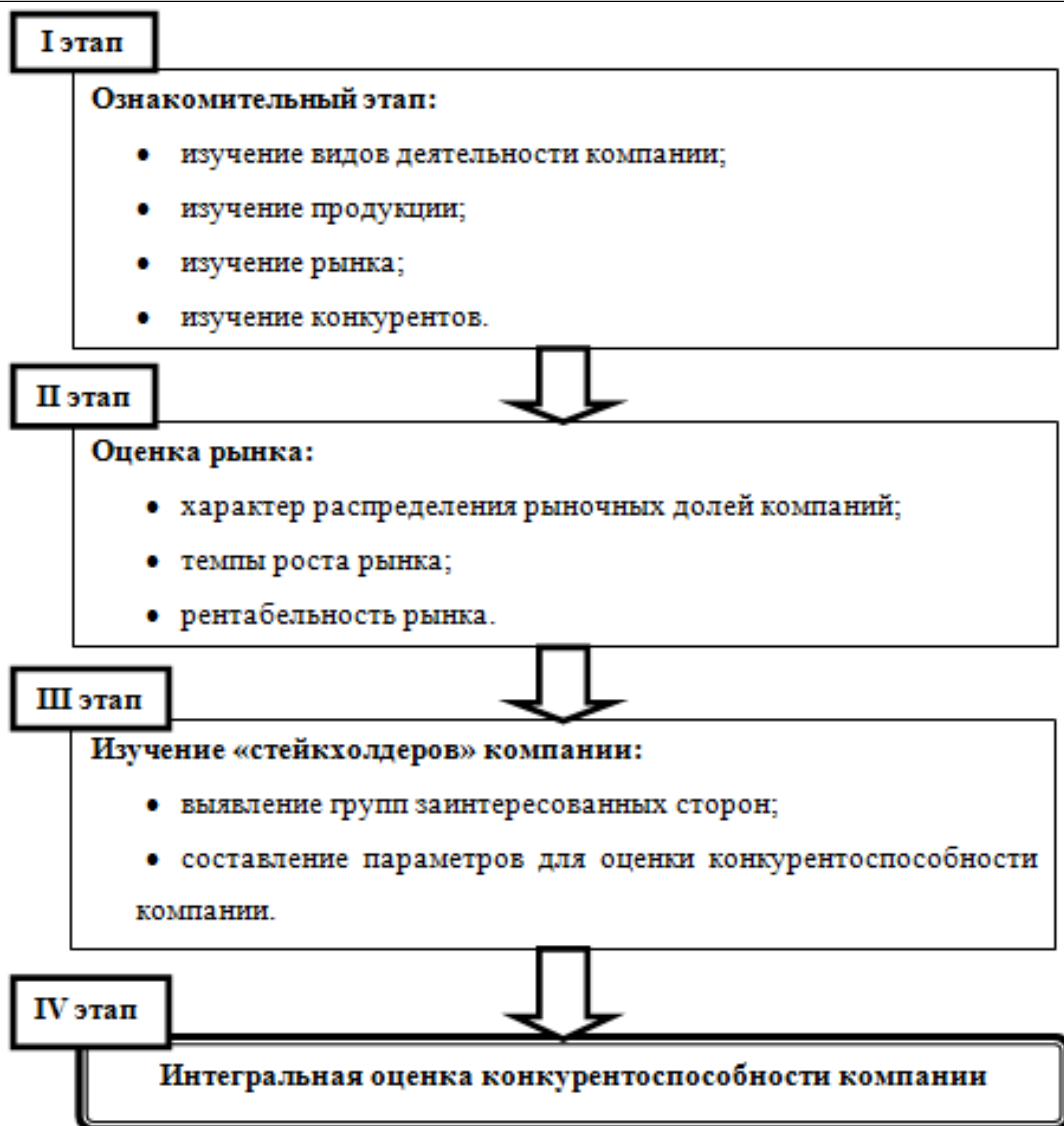 I этап
Ознакомительный этап:
• изучение видов деятельности компании;
• изучение продукции;
• изучение рынка;
• изучение конкурентов.
II этап
Оценка рынка:
• характер распределения рыночных долей компаний;
• темпы роста рынка;
• рентабельность рынка.
III этап
Изучение «стейкхолдеров» компании:
• выявление групп заинтересованных сторон;
• составление параметров для оценки конкурентоспособности
компании.
IV этап
Интегральная оценка конкурентоспособности компании